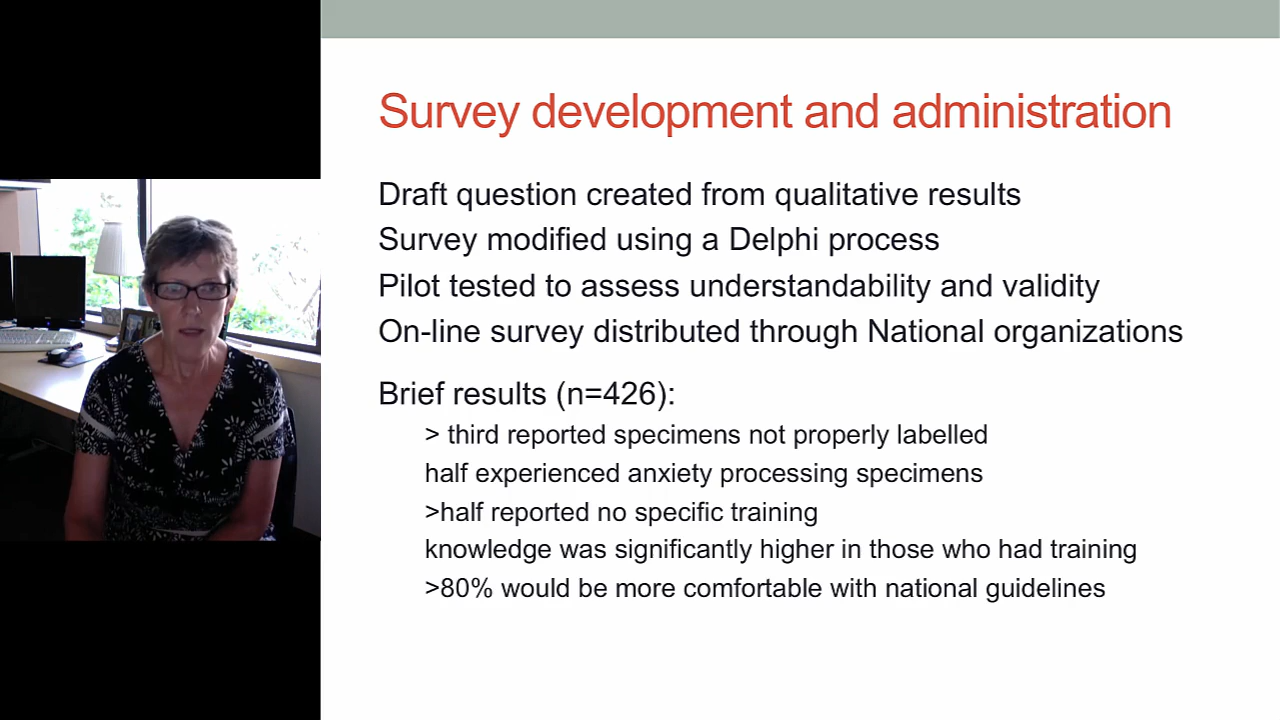 Survey development and administration
Draft question created from qualitative results
Survey modified using a Delphi process
Pilot tested to assess understandability and validity
On-line survey distributed through National organizations
Brief results (n=426):
> third reported specimens not properly labelled
half experienced anxiety processing specimens
>half reported no specific training
knowledge was significantly higher in those who had training
>80% would be more comfortable with national guidelines